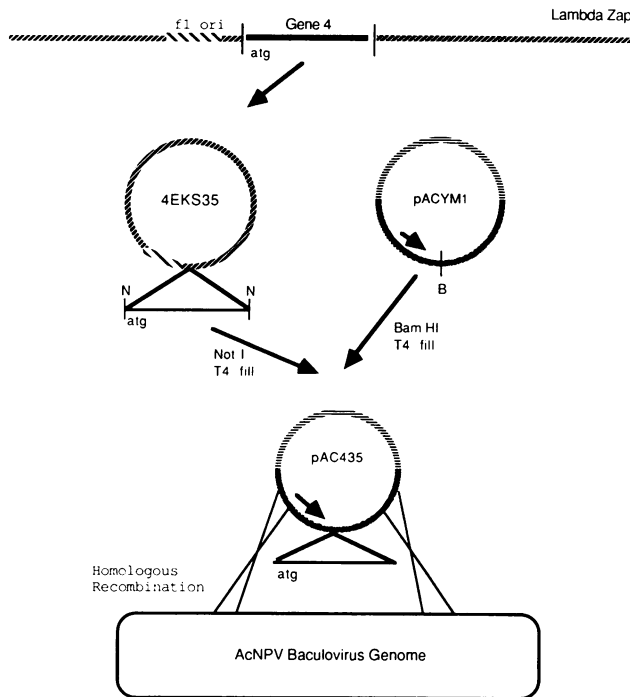 Lambda Zap
f1 ori
Gene 4
atg
4EKS35
pACYM1
N
N
atg
B
Not I
T4 fill
Bam HI
T4 fill
pAC435
atg
Homologous
Recombination
AcNPV Baculovirus Genome